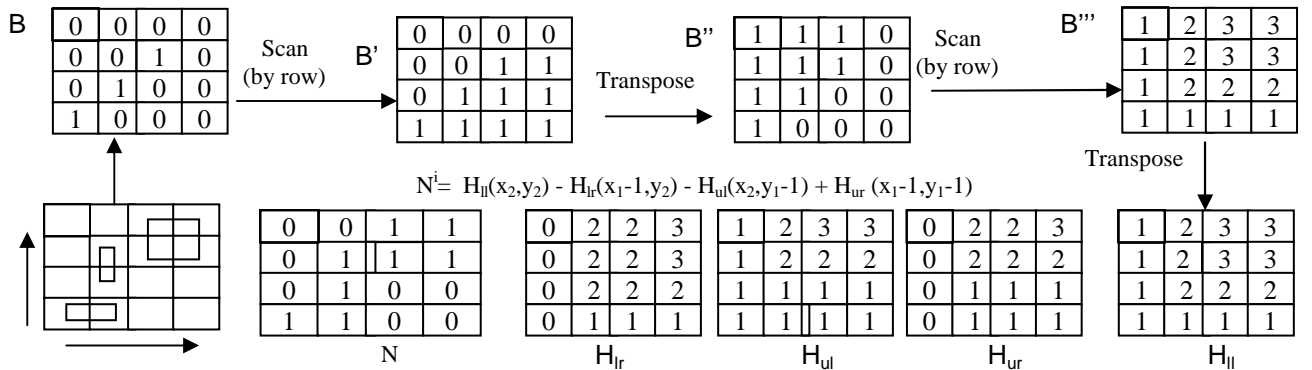 B
0 0 0 0
0 0 1 0
0 1 0 0
1 0 0 0
Scan
(by row)
B'
0 0 0 0
0 0 1 1
0 1 1 1
1 1 1 1
Transpose
B''
1 1 1 0
1 1 1 0
1 1 0 0
1 0 0 0
Scan
(by row)
B'''
1 2 3 3
1 2 3 3
1 2 2 2
1 1 1 1
Transpose
N^i= H_ll(x_2,y_2) - H_lr(x_1-1,y_2) - H_ul(x_2,y_1-1) + H_ur (x_1-1,y_1-1)
0 0 1 1
0 1 1 1
0 1 0 0
1 1 0 0
N
0 2 2 3
0 2 2 3
0 2 2 2
0 1 1 1
H_lr
1 2 3 3
1 2 2 2
1 1 1 1
1 1 1 1
H_ul
0 2 2 3
0 2 2 2
0 1 1 1
0 1 1 1
H_ur
1 2 3 3
1 2 3 3
1 2 2 2
1 1 1 1
H_ll